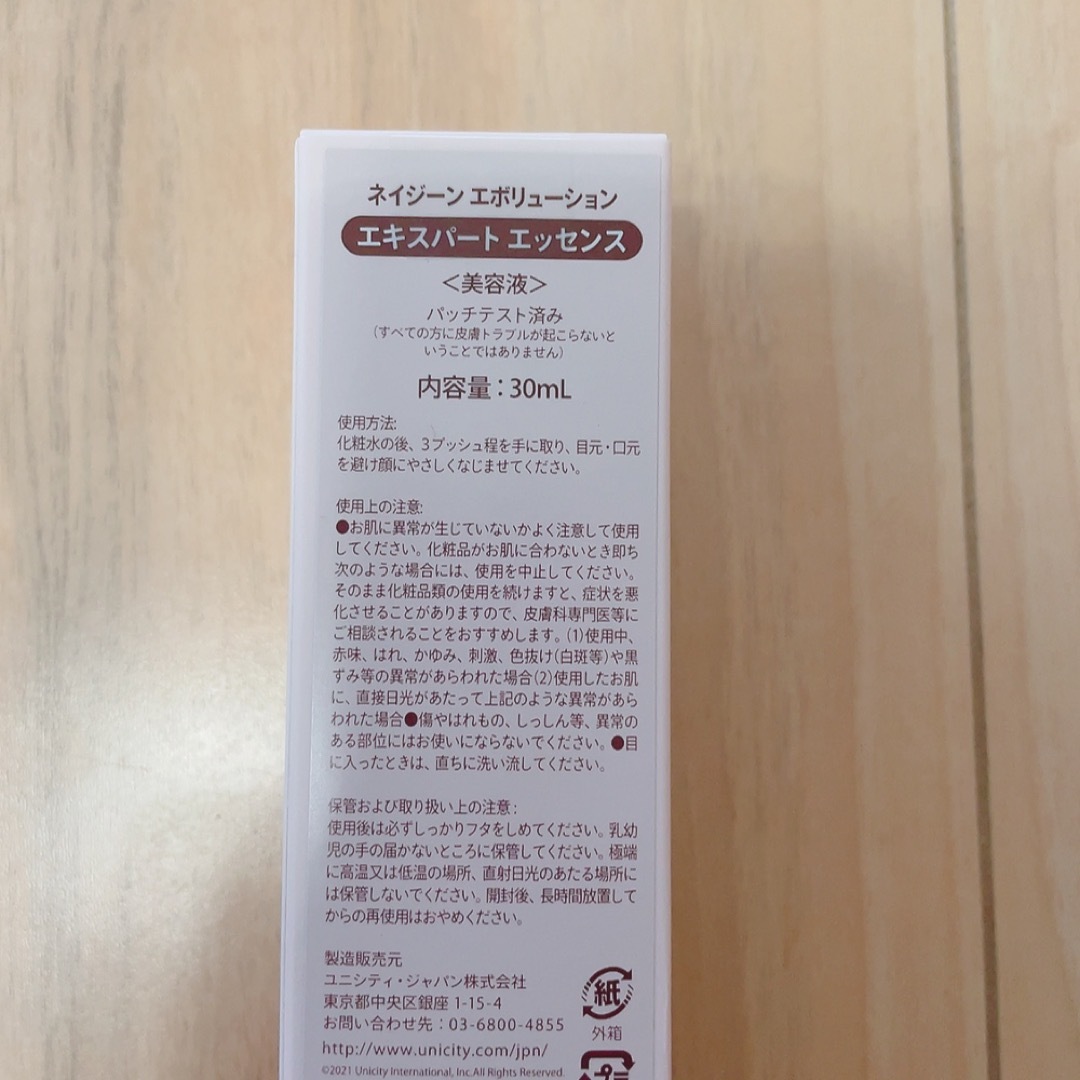 ネイジーン エボリューション
エキスパート エッセンス
＜美容液＞
パッチテスト済み
（すべての方に皮膚トラブルが起こらないと
いうことではありません）
内容量：30mL
使用方法:
化粧水の後、3プッシュ程を手に取り、目元・口元
を避け顔にやさしくなじませてください。
使用上の注意:
●お肌に異常が生じていないかよく注意して使用
してください。化粧品がお肌に合わないとき即ち
次のような場合には、使用を中止してください。
そのまま化粧品類の使用を続けますと、症状を悪
化させることがありますので、皮膚科専門医等に
ご相談されることをおすすめします。(1)使用中、
赤味、はれ、かゆみ、刺激、色抜け(白斑等)や黒
ずみ等の異常があらわれた場合(2)使用したお肌
に、直接日光があたって上記のような異常があら
われた場合●傷やはれもの、しっしん等、異常の
ある部位にはお使いにならないでください。●目
に入ったときは、直ちに洗い流してください。
保管および取り扱い上の注意：
使用後は必ずしっかりフタをしめてください。乳幼
児の手の届かないところに保管してください。極端
に高温又は低温の場所、直射日光のあたる場所に
は保管しないでください。開封後、長時間放置して
からの再使用はおやめください。
製造販売元
ユニシティ・ジャパン株式会社
東京都中央区銀座 1-15-4
お問い合わせ先：03-6800-4855
http://www.unicity.com/jpn/
©2021 Unicity International, Inc.All Rights Reserved.
紙
外箱
プ